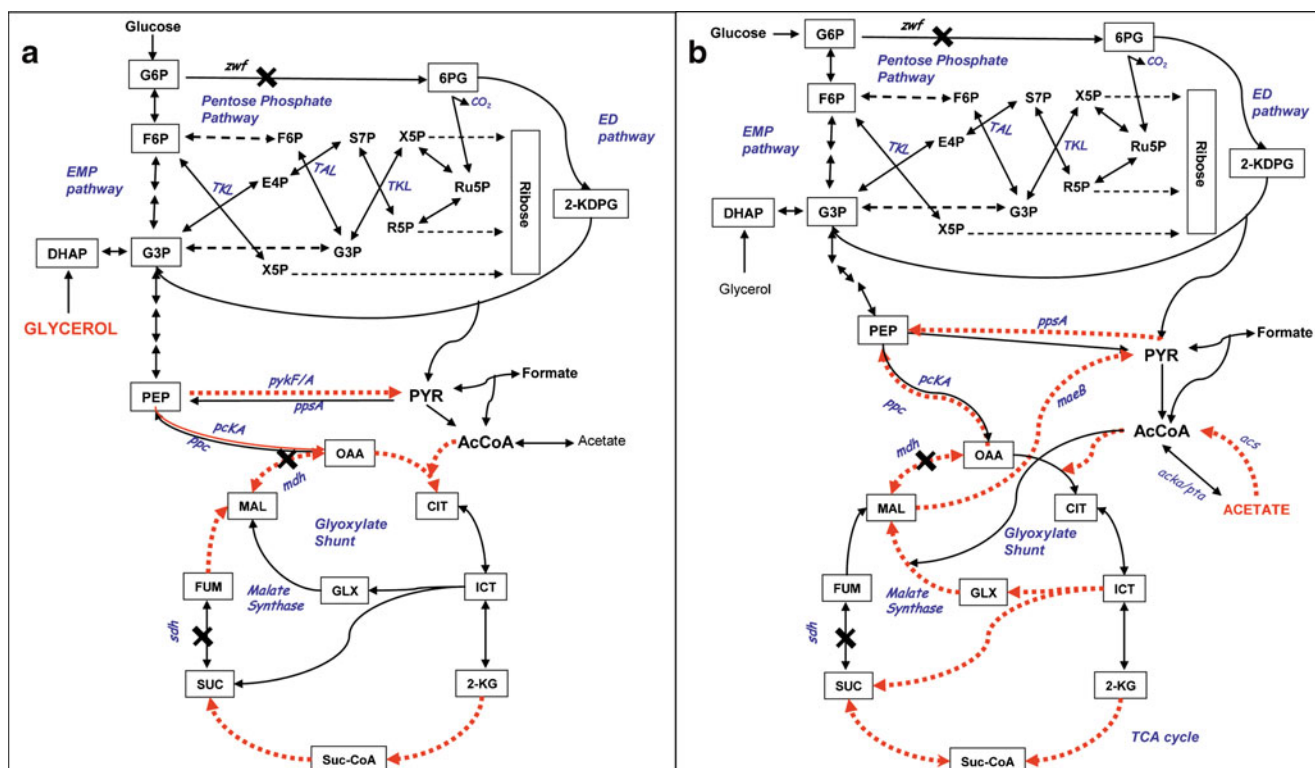 a
Glucose
G6P
zwf
6PG
CO₂
Pentose Phosphate
Pathway
ED
pathway
F6P
F6P
S7P
X5P
EMP
pathway
TAL
E4P
TKL
TKL
Ru5P
Ribose
2-KDPG
R5P
DHAP
G3P
G3P
X5P
GLYCEROL
PEP
pykF/A
ppsA
PYR
Formate
pcKA
ppc
OAA
AcCoA
Acetate
mdh
MAL
CIT
Glyoxylate
Shunt
FUM
Malate
Synthase
GLX
ICT
sdh
SUC
2-KG
Suc-CoA
b
Glucose
G6P
zwf
6PG
CO₂
Pentose Phosphate
Pathway
ED
pathway
F6P
F6P
S7P
X5P
EMP
pathway
TAL
E4P
TKL
TKL
Ru5P
Ribose
2-KDPG
R5P
DHAP
G3P
G3P
X5P
Glycerol
PEP
ppsA
PYR
Formate
pcKA
ppc
maeB
OAA
AcCoA
acs
mdh
acka/pta
ACETATE
MAL
CIT
Glyoxylate
Shunt
FUM
Malate
Synthase
GLX
ICT
sdh
SUC
2-KG
Suc-CoA
TCA cycle